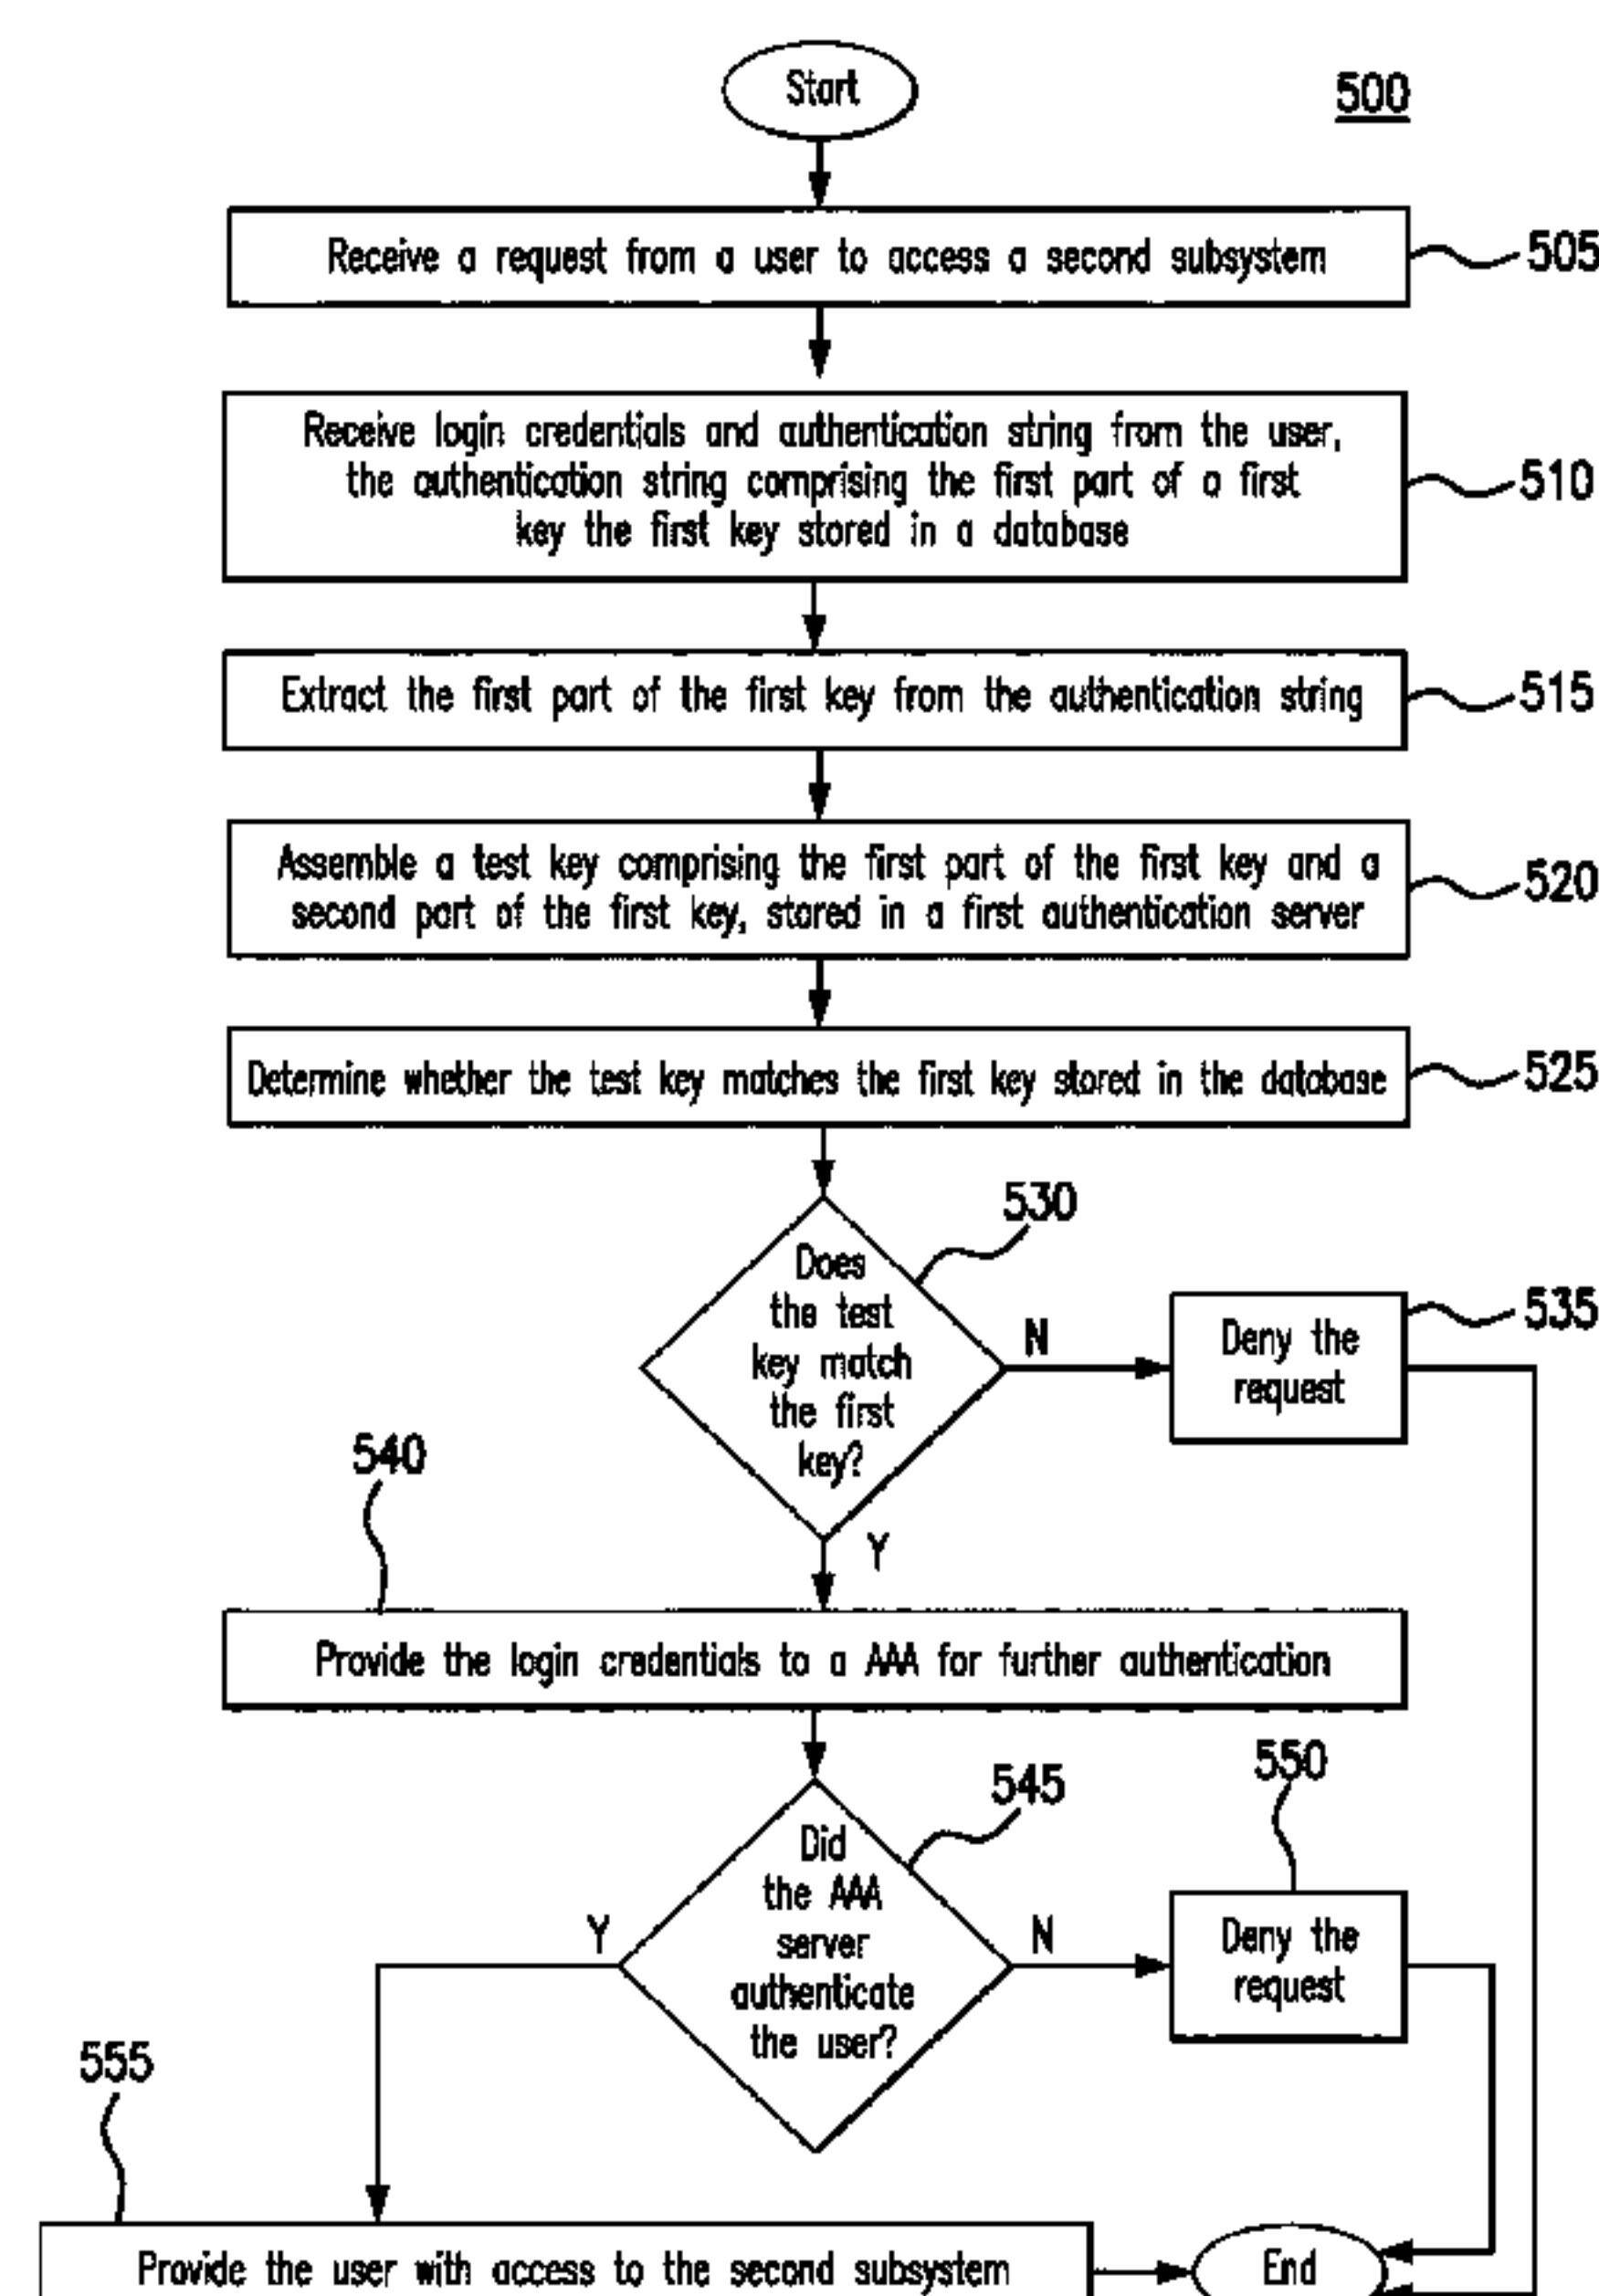 Start
500
Receive a request from a user to access a second subsystem
505
Receive login credentials and authentication string from the user,
the authentication string comprising the first part of a first
key the first key stored in a database
510
Extract the first part of the first key from the authentication string
515
Assemble a test key comprising the first part of the first key and a
second part of the first key, stored in a first authentication server
520
Determine whether the test key matches the first key stored in the database
525
530
Does
the test
key match
the first
key?
N
Deny the
request
535
Y
540
Provide the login credentials to a AAA for further authentication
545
Did
the AAA
server
authenticate
the user?
Y
N
550
Deny the
request
555
Provide the user with access to the second subsystem
End